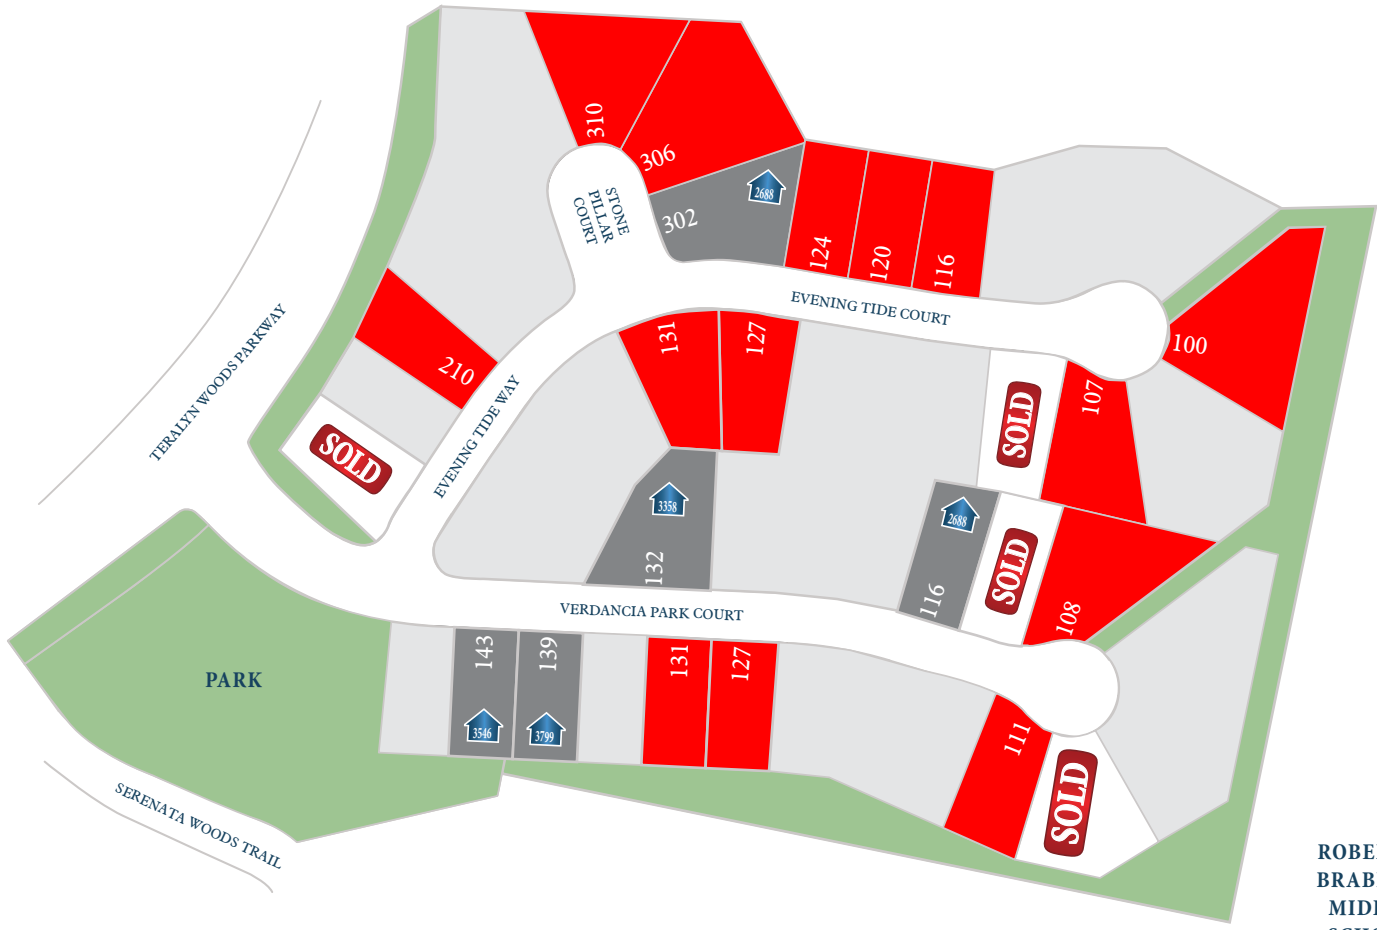 310
306
STONE
PILLAR
COURT
302
2688
124
120
116
EVENING TIDE COURT
100
TERALYN WOODS PARKWAY
210
131
127
107
SOLD
SOLD
EVENING TIDE WAY
3358
132
2688
116
SOLD
108
VERDANCIA PARK COURT
PARK
143
139
131
127
3546
3799
111
SOLD
SERENATA WOODS TRAIL